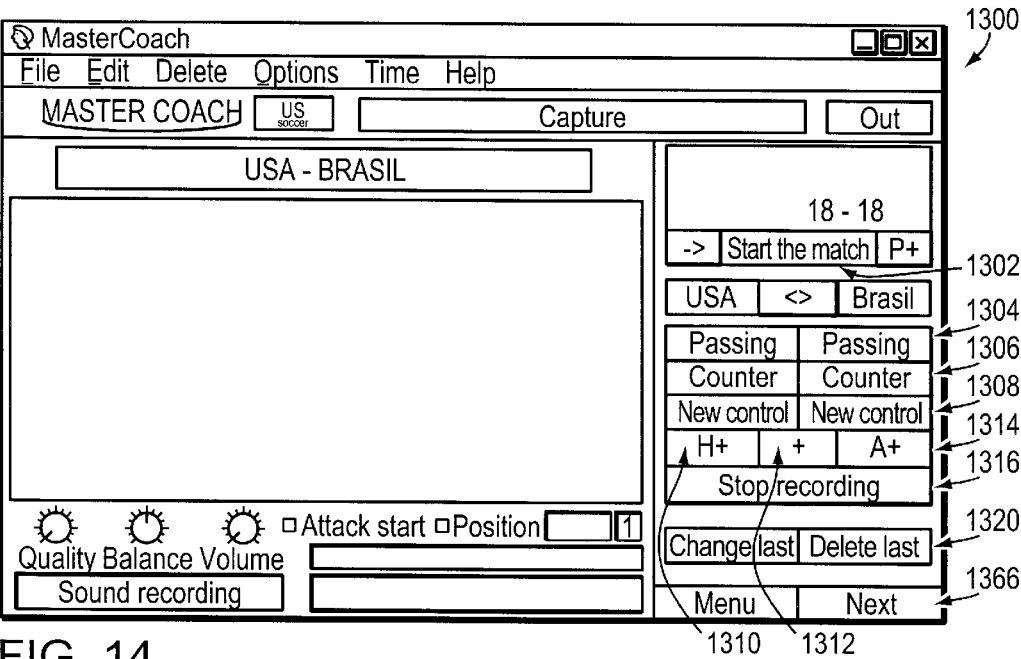 1300
MasterCoach
File Edit Delete Options Time Help
MASTER COACH US soccer Capture Out
USA - BRASIL
18 - 18
-> Start the match P+
1302
USA <> Brasil
1304
Passing Passing
1306
Counter Counter
1308
New control New control
1314
H+ + A+
1316
Stop recording
Attack start Position 1
1320
Change last Delete last
Quality Balance Volume
1366
Sound recording
Menu Next
1310 1312
FIG. 14